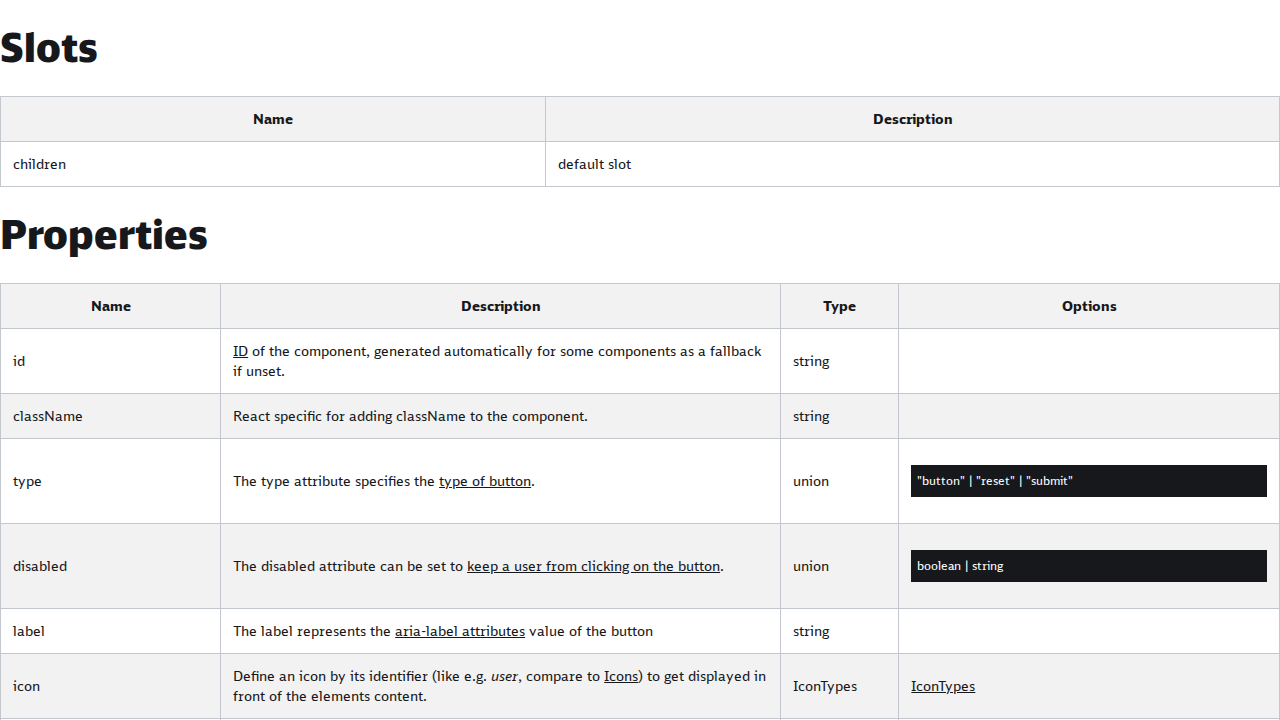 Slots
Name Description
children default slot
Properties
Name Description Type Options
id ID of the component, generated automatically for some components as a fallback if unset. string
className React specific for adding className to the component. string
type The type attribute specifies the type of button. union "button" | "reset" | "submit"
disabled The disabled attribute can be set to keep a user from clicking on the button. union boolean | string
label The label represents the aria-label attributes value of the button string
icon Define an icon by its identifier (like e.g. user, compare to Icons) to get displayed in front of the elements content. IconTypes IconTypes